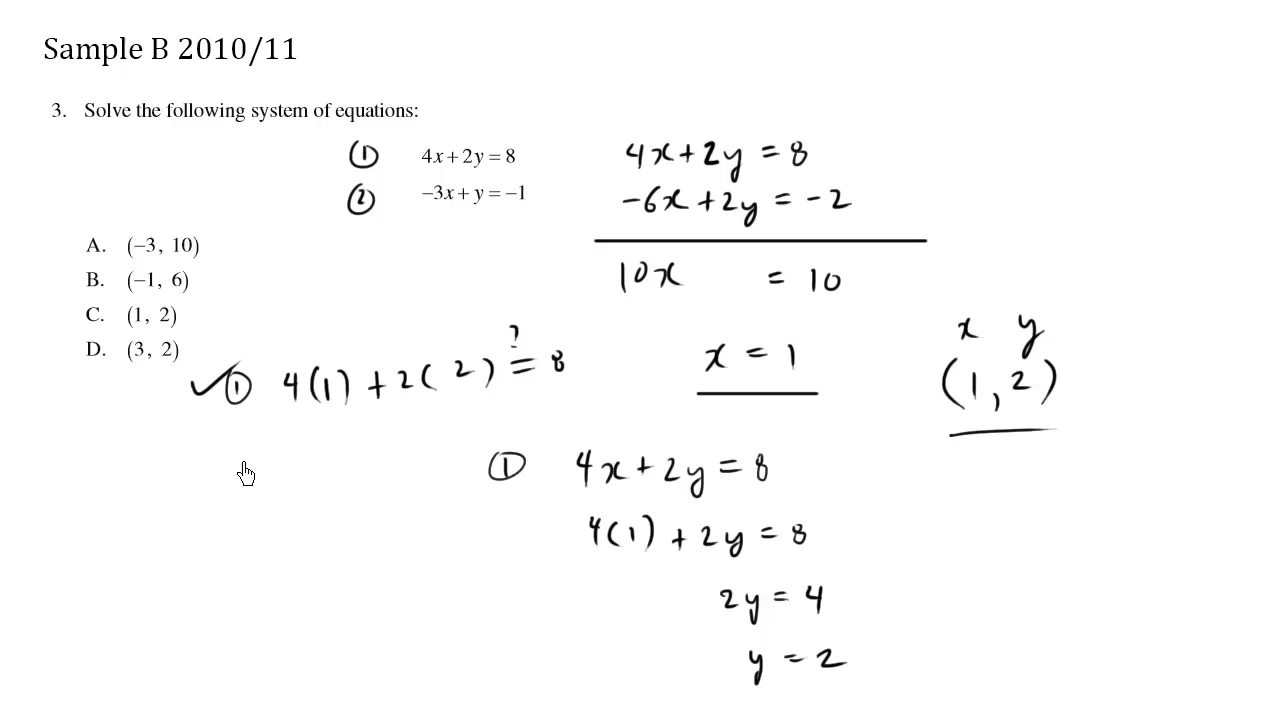 Sample B 2010/11
3. Solve the following system of equations:
① 4x + 2y = 8
② −3x + y = −1
A. (−3, 10)
B. (−1, 6)
C. (1, 2)
D. (3, 2)
4x + 2y = 8
-6x + 2y = -2
10x = 10
x = 1
x y
(1, 2)
✓① 4(1) + 2(2) ?= 8
① 4x + 2y = 8
4(1) + 2y = 8
2y = 4
y = 2